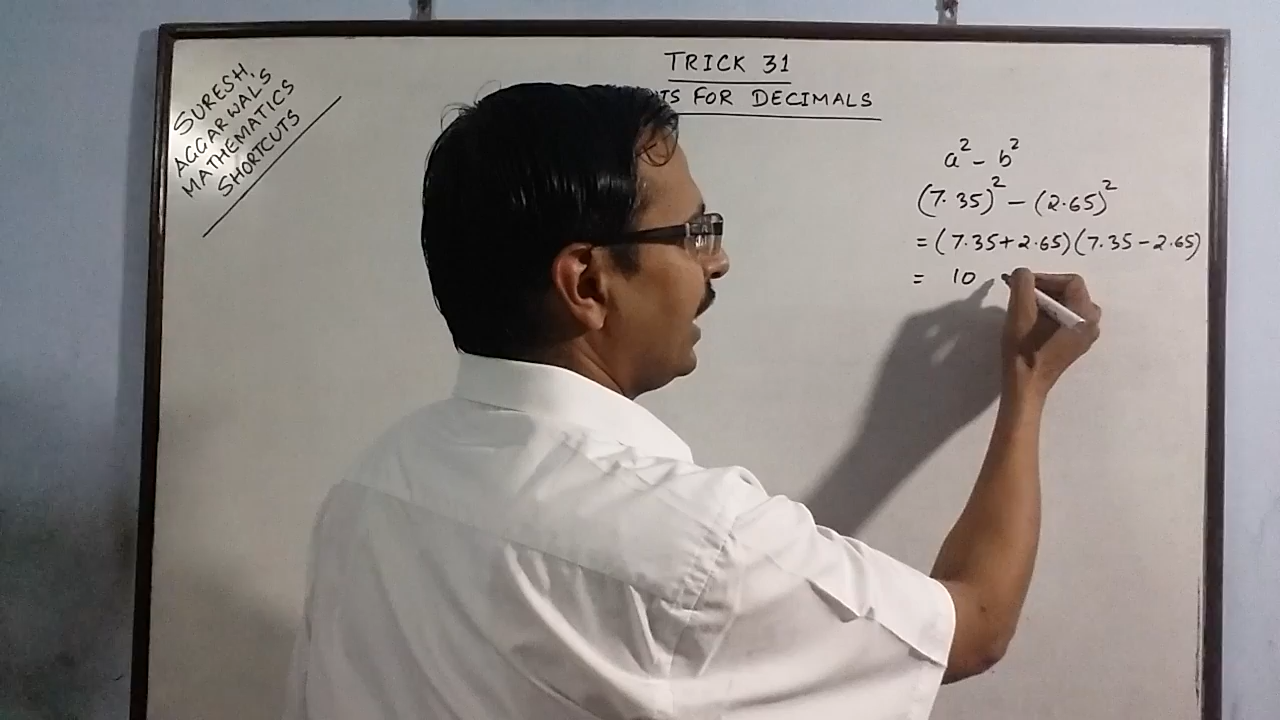 SURESH
AGGARWAL'S
MATHEMATICS
SHORTCUTS
TRICK 31
FOR DECIMALS
a² - b²
(7.35)² - (2.65)²
= (7.35+2.65)(7.35-2.65)
= 10